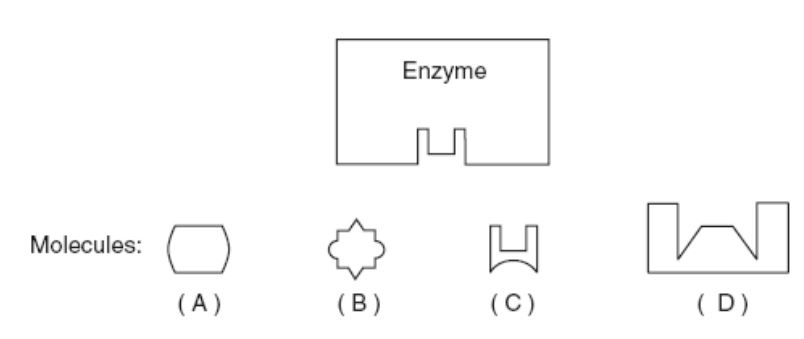 Enzyme
Molecules:
( A )
( B )
( C )
( D )